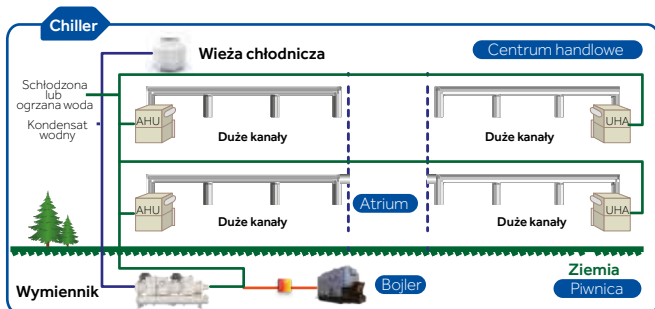 Chiller
Wieża chłodnicza
Centrum handlowe
Schłodzona
lub
ogrzana woda
Kondensat
wodny
AHU
Duże kanały
Duże kanały
UHA
AHU
Duże kanały
Atrium
Duże kanały
UHA
Ziemia
Wymiennik
Bojler
Piwnica